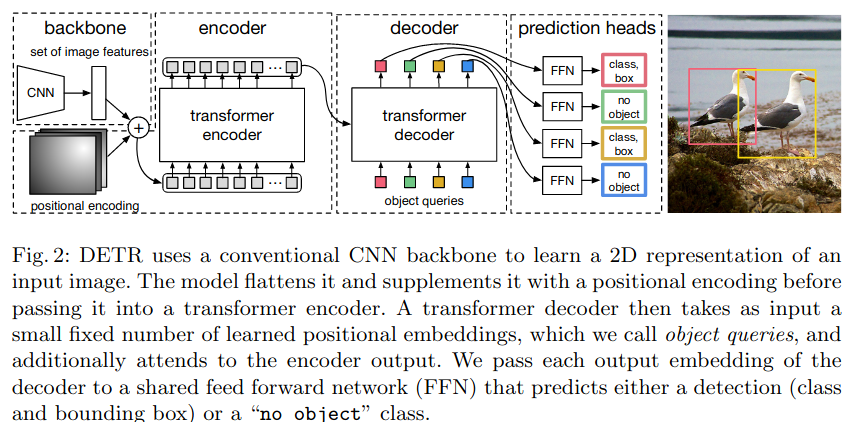 backbone
encoder
decoder
prediction heads
set of image features
CNN
+
positional encoding
...
transformer
encoder
transformer
decoder
object queries
FFN
class,
box
FFN
no
object
FFN
class,
box
FFN
no
object
Fig. 2: DETR uses a conventional CNN backbone to learn a 2D representation of an
input image. The model flattens it and supplements it with a positional encoding before
passing it into a transformer encoder. A transformer decoder then takes as input a
small fixed number of learned positional embeddings, which we call object queries, and
additionally attends to the encoder output. We pass each output embedding of the
decoder to a shared feed forward network (FFN) that predicts either a detection (class
and bounding box) or a “no object” class.